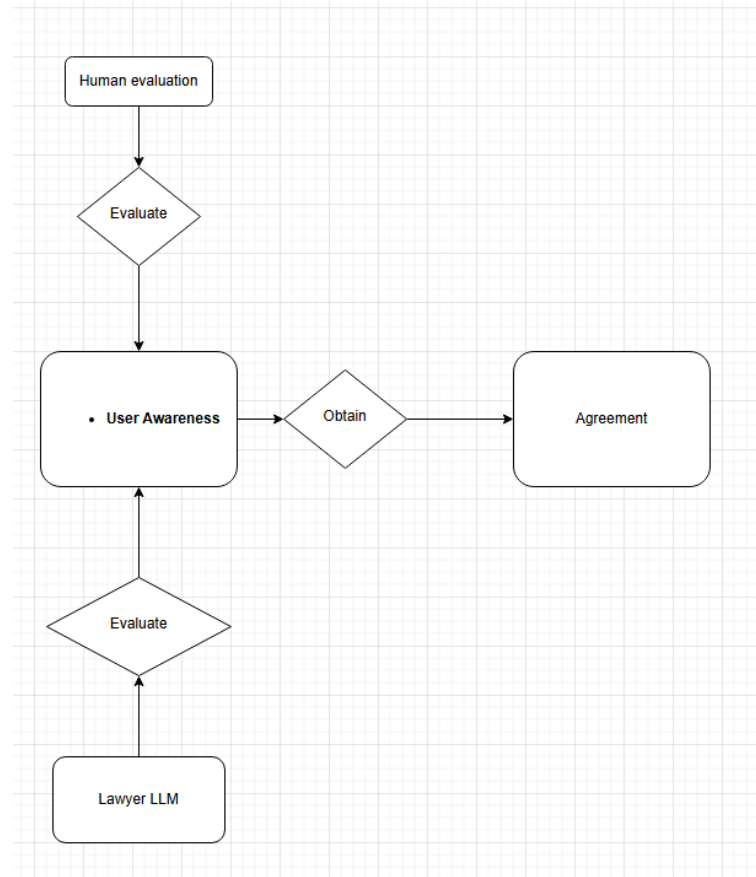 Human evaluation
Evaluate
• User Awareness
Obtain
Agreement
Evaluate
Lawyer LLM